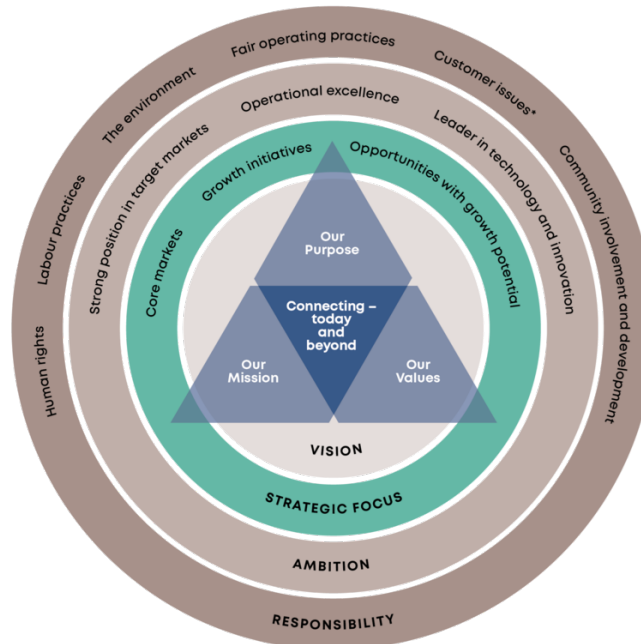 Human rights
Labour practices
The environment
Fair operating practices
Customer issues*
Community involvement and development
Strong position in target markets
Operational excellence
Leader in technology and innovation
Core markets
Growth initiatives
Opportunities with growth potential
Our
Purpose
Connecting –
today
and
beyond
Our
Mission
Our
Values
VISION
STRATEGIC FOCUS
AMBITION
RESPONSIBILITY